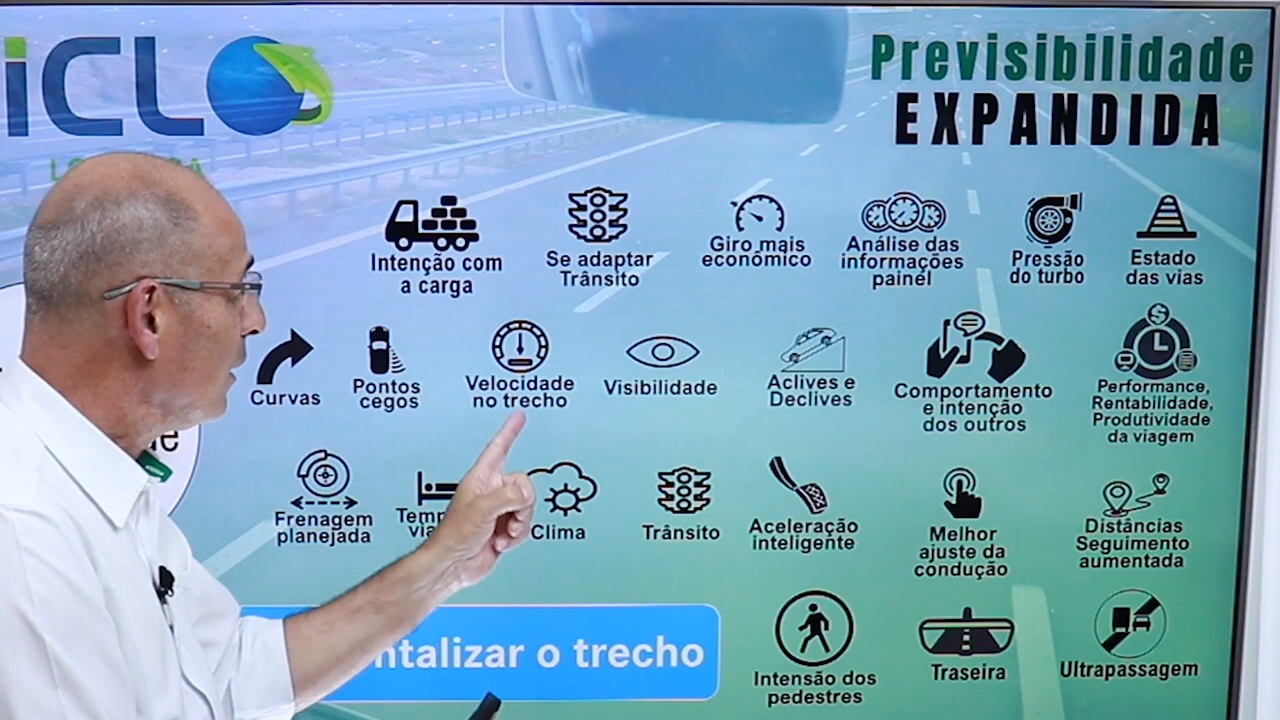 iCLO
Previsibilidade
EXPANDIDA
Intenção com
a carga
Se adaptar
Trânsito
Giro mais
econômico
Análise das
informações
painel
Pressão
do turbo
Estado
das vias
Curvas
Pontos
cegos
Velocidade
no trecho
Visibilidade
Aclives e
Declives
Comportamento
e intenção
dos outros
Performance,
Rentabilidade,
Produtividade
da viagem
Frenagem
planejada
Clima
Trânsito
Aceleração
inteligente
Melhor
ajuste da
condução
Distâncias
Seguimento
aumentada
ntalizar o trecho
Intensão dos
pedestres
Traseira
Ultrapassagem